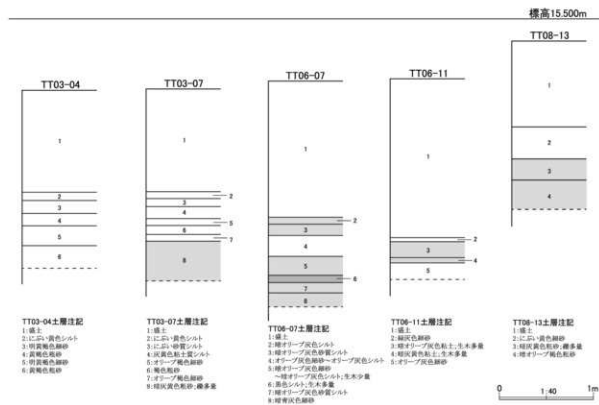 標高15.500m
TT08-13
TT03-04
TT03-07
TT06-07
TT06-11
1
2
3
4
5
6
1
2
3
4
5
6
7
8
1
2
3
4
5
6
7
8
1
2
3
4
5
1
2
3
4
TT03-04土層注記
1:盛土
2:にぶい黄色シルト
3:明黄褐色細砂
4:黄褐色粗砂
5:明黄褐色細砂
6:黄褐色粗砂
TT03-07土層注記
1:盛土
2:にぶい黄色シルト
3:にぶい砂質シルト
4:灰黄色粘土質シルト
5:オリーブ褐色細砂
6:褐色粗砂
7:オリーブ褐色細砂
8:暗灰黄色粗砂;礫多量
TT06-07土層注記
1:盛土
2:暗オリーブ灰色シルト
3:暗オリーブ灰色砂質シルト
4:オリーブ灰色細砂~オリーブ灰色シルト
5:暗オリーブ灰色細砂
~暗オリーブ灰色シルト;生木少量
6:黒色シルト;生木多量
7:暗オリーブ灰色砂質シルト
8:暗青灰色細砂
TT06-11土層注記
1:盛土
2:緑灰色細砂
3:暗オリーブ灰色粘土;生木多量
4:暗灰黄色粘土;生木多量
5:オリーブ灰色細砂
TT08-13土層注記
1:盛土
2:オリーブ褐色細砂
3:暗灰黄色粘質シルト;礫多量
4:暗オリーブ褐色粗砂
0
1:40
1m